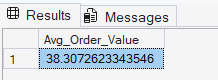 Results Messages
Avg_Order_Value
1 38.3072623343546